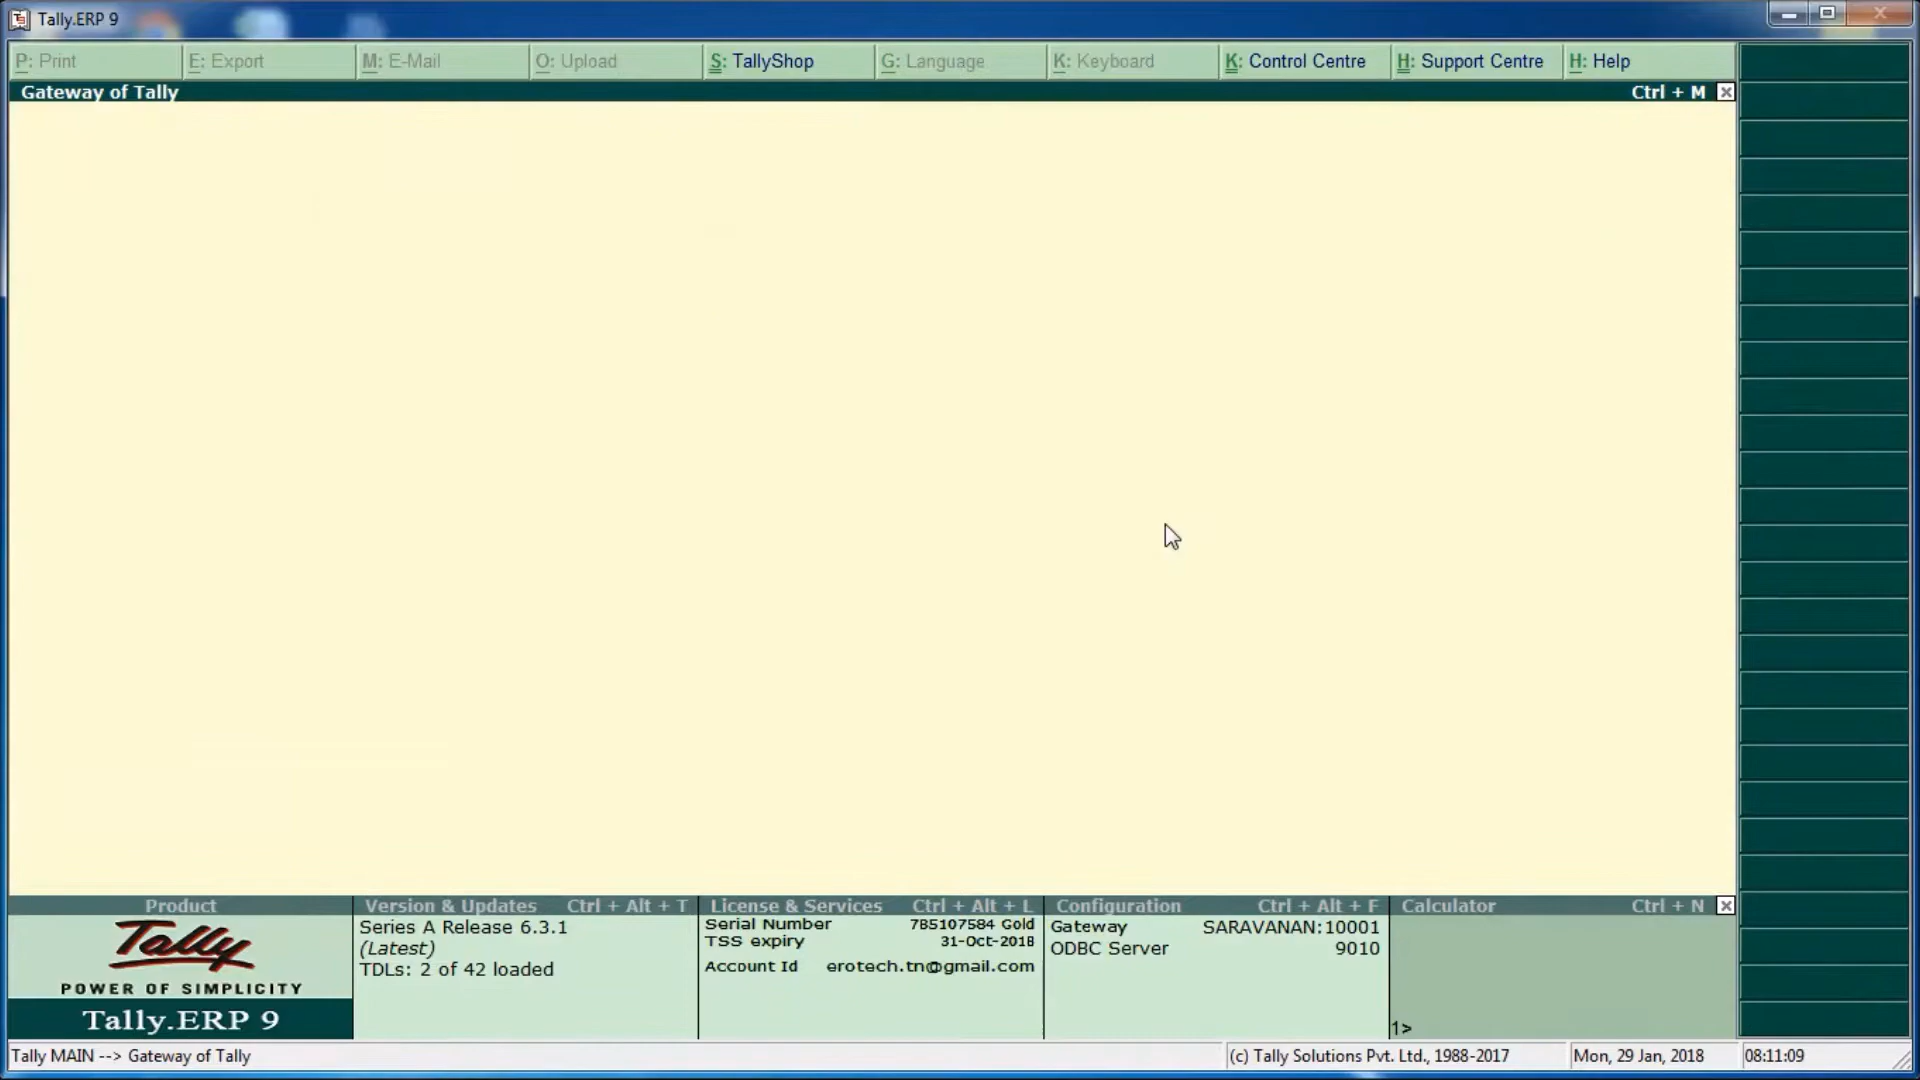 Tally.ERP 9
P: Print E: Export M: E-Mail O: Upload S: TallyShop G: Language K: Keyboard K: Control Centre H: Support Centre H: Help
Gateway of Tally Ctrl + M
Product
Tally
POWER OF SIMPLICITY
Tally.ERP 9
Version & Updates Ctrl + Alt + T
Series A Release 6.3.1
(Latest)
TDLs: 2 of 42 loaded
License & Services Ctrl + Alt + L
Serial Number 785107584 Gold
TSS expiry 31-Oct-2018
Account Id erotech.tn@gmail.com
Configuration Ctrl + Alt + F
Gateway SARAVANAN:10001
ODBC Server 9010
Calculator Ctrl + N
1>
Tally MAIN --> Gateway of Tally (c) Tally Solutions Pvt. Ltd., 1988-2017 Mon, 29 Jan, 2018 08:11:09